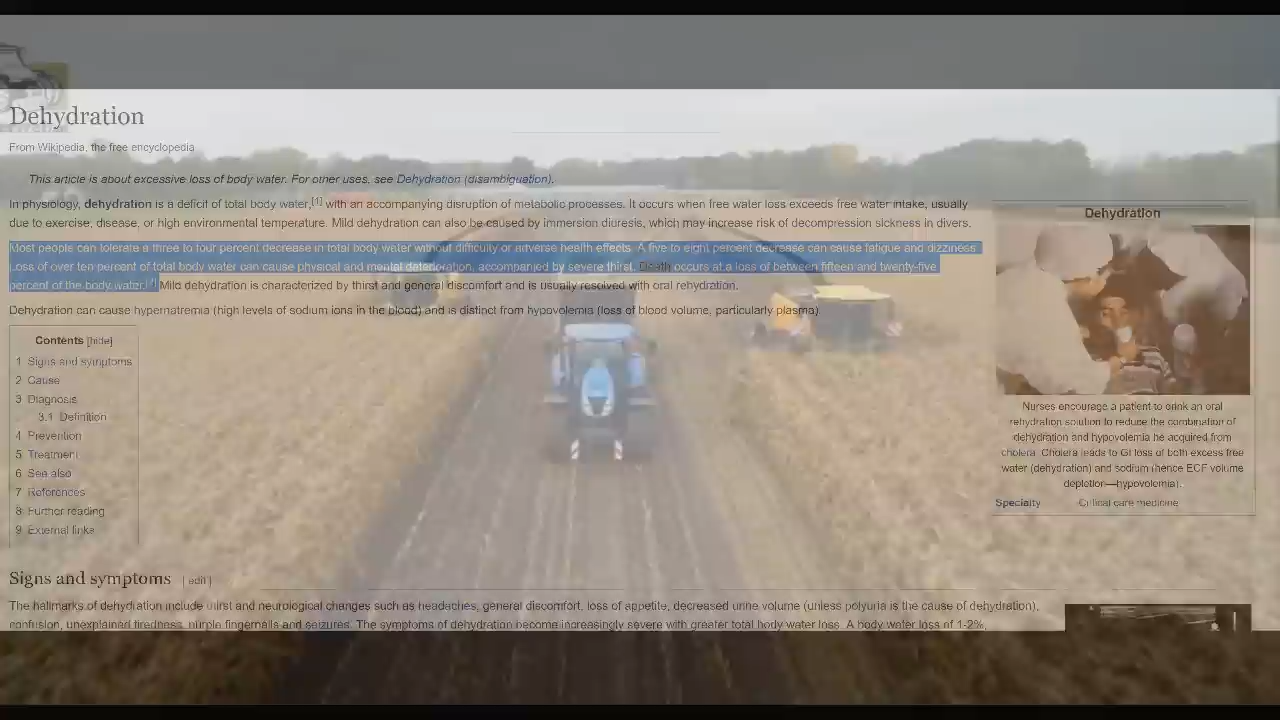 Dehydration
From Wikipedia, the free encyclopedia
This article is about excessive loss of body water. For other uses, see Dehydration (disambiguation).
In physiology, dehydration is a deficit of total body water,[1] with an accompanying disruption of metabolic processes. It occurs when free water loss exceeds free water intake, usually
due to exercise, disease, or high environmental temperature. Mild dehydration can also be caused by immersion diuresis, which may increase risk of decompression sickness in divers.
Most people can tolerate a three to four percent decrease in total body water without difficulty or adverse health effects. A five to eight percent decrease can cause fatigue and dizziness.
Loss of over ten percent of total body water can cause physical and mental deterioration, accompanied by severe thirst. Death occurs at a loss of between fifteen and twenty-five
percent of the body water.[2] Mild dehydration is characterized by thirst and general discomfort and is usually resolved with oral rehydration.
Dehydration can cause hypernatremia (high levels of sodium ions in the blood) and is distinct from hypovolemia (loss of blood volume, particularly plasma).
Contents [hide]
1 Signs and symptoms
2 Cause
3 Diagnosis
3.1 Definition
4 Prevention
5 Treatment
6 See also
7 References
8 Further reading
9 External links
Dehydration
Nurses encourage a patient to drink an oral
rehydration solution to reduce the combination of
dehydration and hypovolemia he acquired from
cholera. Cholera leads to GI loss of both excess free
water (dehydration) and sodium (hence ECF volume
depletion—hypovolemia).
Specialty Critical care medicine
Signs and symptoms [ edit ]
The hallmarks of dehydration include thirst and neurological changes such as headaches, general discomfort, loss of appetite, decreased urine volume (unless polyuria is the cause of dehydration),
confusion, unexplained tiredness, purple fingernails and seizures. The symptoms of dehydration become increasingly severe with greater total body water loss. A body water loss of 1-2%,